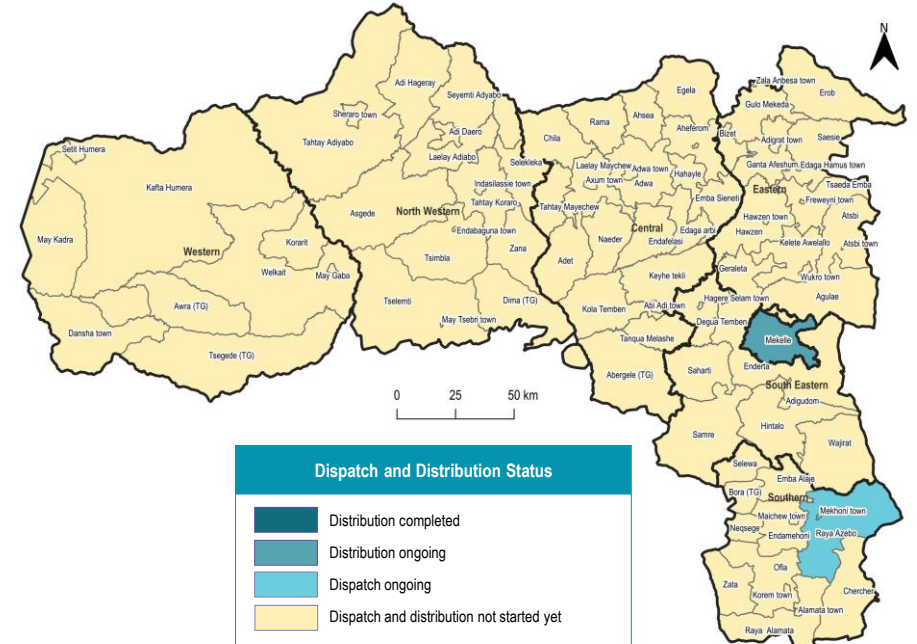 N
Zala Anbesa town
Erob
Egela
Gulo Mekeda
Adi Hageray
Seyemti Adyabo
Sheraro town
Ahsea
Rama
Aheferom
Bizet
Adigrat town
Saesie
Adi Daero
Chila
Tahtay Adiyabo
Setit Humera
Laelay Adiabo
Selekleka
Laelay Maychew
Adwa town
Ganta Afeshum
Edaga Hamus town
Axum town
Adwa
Hahayle
Indasilassie town
Kafta Humera
Tsaeda Emba
Eastern
Emba Sieneti
Tahtay Koraro
Freweyni town
Tahtay Mayechew
Asgede
North Western
Hawzen town
Atsbi
Endabaguna town
Central
Edaga arbi
Hawzen
May Kadra
Korarit
Naeder
Endafelasi
Kalete Awelallo
Atsbi town
Western
Zana
Tsimbla
Adet
Geraleta
Welkait
May Gaba
Keyhe tekli
Wukro town
Tselemti
Dima (TG)
Hagere Selam town
Agulae
Awra (TG)
Kola Temben
Abi Adi town
May Tsebri town
Degua Temben
Dansha town
Tanqua Melashe
Mekelle
Tsegede (TG)
Enderta
Abergele (TG)
Saharti
South Eastern
0 25 50 km
Adigudom
Hintalo
Samre
Wajirat
Selewa
Emba Alaje
Bora (TG)
Southern
Mekhoni town
Maichew town
Neqsege
Endamehoni
Raya Azebo
Ofla
Zata
Chercher
Korem town
Alamata town
Raya Alamata
Dispatch and Distribution Status
Distribution completed
Distribution ongoing
Dispatch ongoing
Dispatch and distribution not started yet